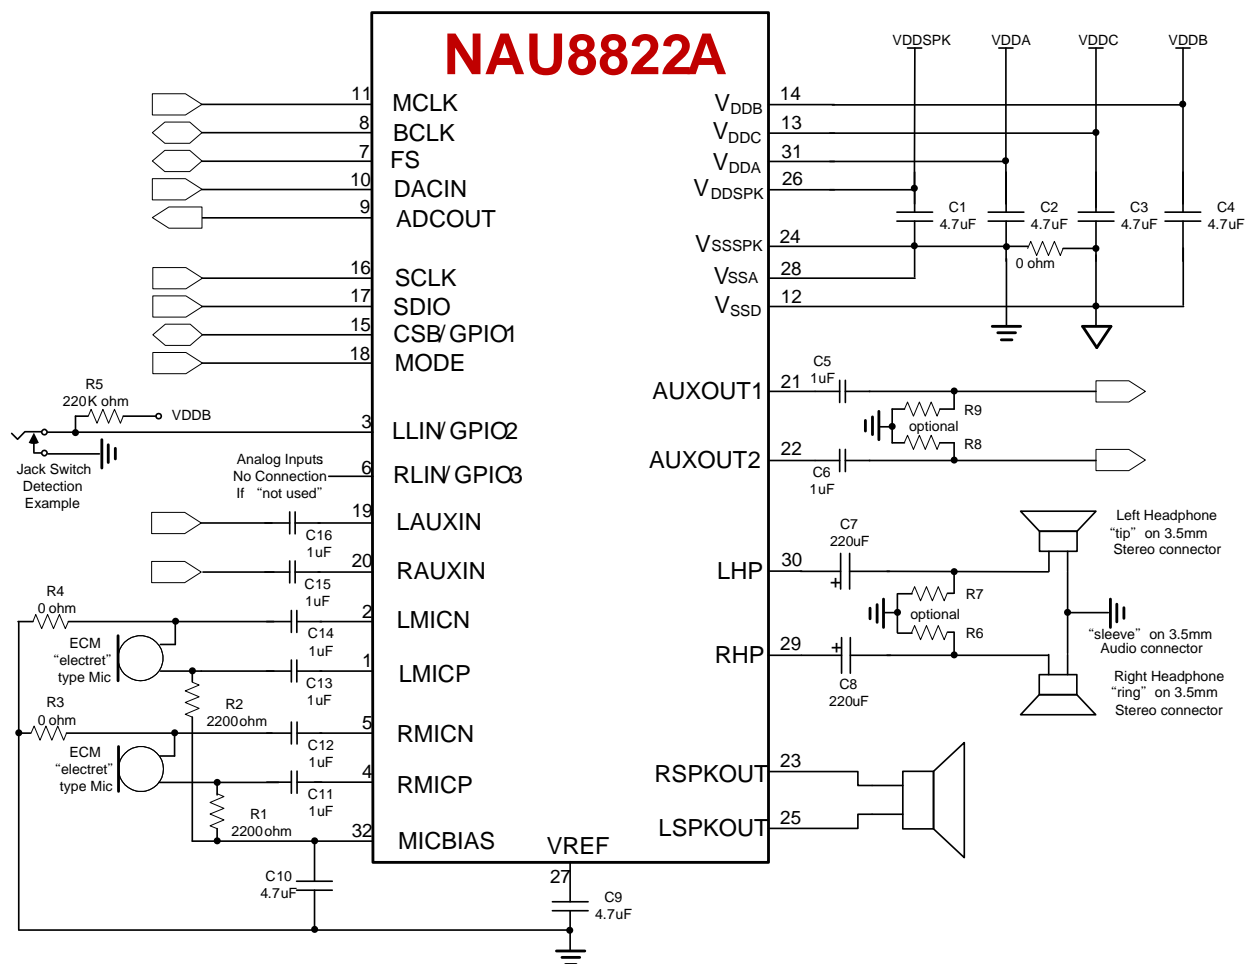 NAU8822A
VDDSPK
VDDA
VDDC
VDDB
11
MCLK
8
BCLK
7
FS
10
DACIN
9
ADCOUT
16
SCLK
17
SDIO
15
CSB/GPIO1
18
MODE
R5
220K ohm
VDDB
3
LLIN/GPIO2
Jack Switch
Detection
Example
Analog Inputs
No Connection
If “not used”
6
RLIN/GPIO3
19
LAUXIN
C16
1uF
20
RAUXIN
C15
1uF
R4
0 ohm
2
LMICN
C14
1uF
ECM
“electret”
type Mic
1
LMICP
C13
1uF
R3
0 ohm
R2
2200ohm
5
RMICN
C12
1uF
ECM
“electret”
type Mic
4
RMICP
C11
1uF
R1
2200ohm
32
MICBIAS
C10
4.7uF
VREF
27
C9
4.7uF
VDDB
14
VDDC
13
VDDA
31
VDDSPK
26
C1
4.7uF
C2
4.7uF
C3
4.7uF
C4
4.7uF
VSSSPK
24
0 ohm
VSSA
28
VSSD
12
AUXOUT1
21
C5
1uF
R9
optional
R8
AUXOUT2
22
C6
1uF
C7
220uF
LHP
30
+
R7
optional
R6
RHP
29
+
C8
220uF
Left Headphone
“tip” on 3.5mm
Stereo connector
“sleeve” on 3.5mm
Audio connector
Right Headphone
“ring” on 3.5mm
Stereo connector
RSPKOUT
23
LSPKOUT
25